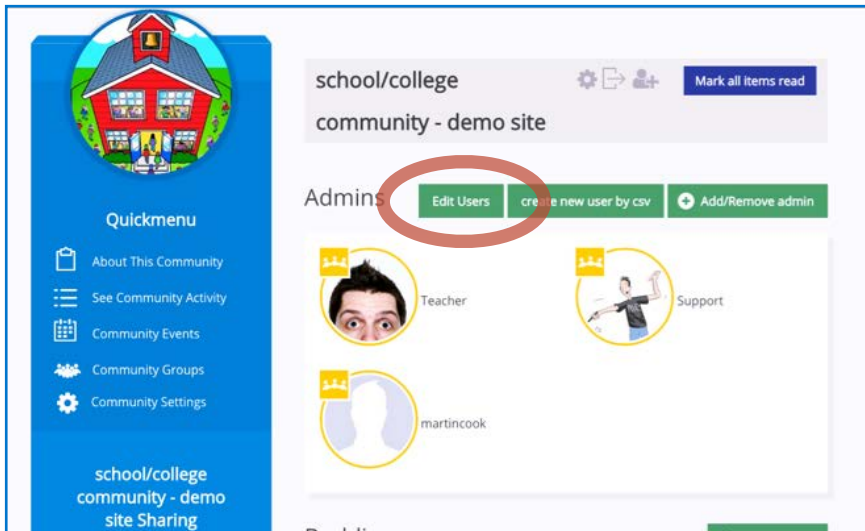 school/college
community - demo site
Mark all items read
Admins
Edit Users
create new user by csv
Add/Remove admin
Teacher
Support
martincook
Quickmenu
About This Community
See Community Activity
Community Events
Community Groups
Community Settings
school/college
community - demo
site Sharing